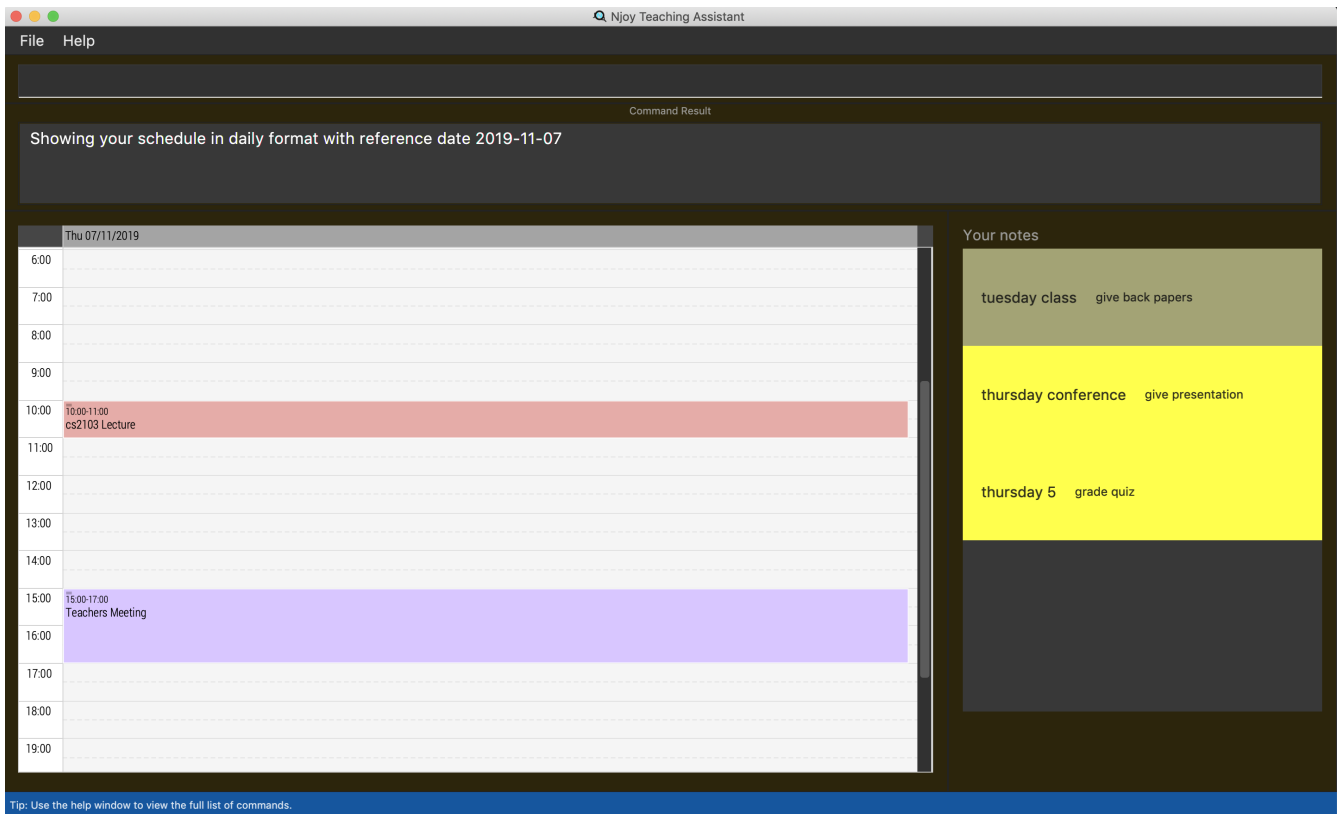 Njoy Teaching Assistant
File Help
Command Result
Showing your schedule in daily format with reference date 2019-11-07
Thu 07/11/2019
6:00
7:00
8:00
9:00
10:00
10:00-11:00
cs2103 Lecture
11:00
12:00
13:00
14:00
15:00
15:00-17:00
Teachers Meeting
16:00
17:00
18:00
19:00
Your notes
tuesday class give back papers
thursday conference give presentation
thursday 5 grade quiz
Tip: Use the help window to view the full list of commands.